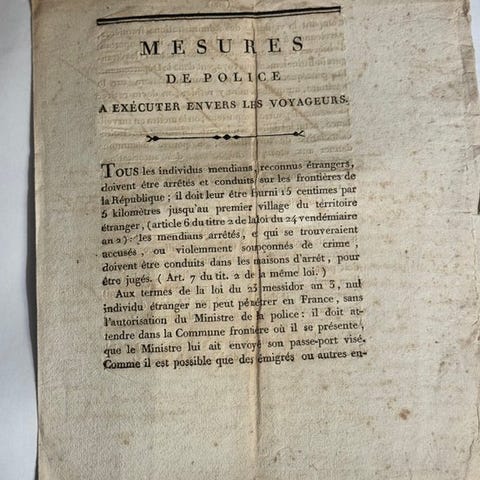 MESURES
DE POLICE
A EXÉCUTER ENVERS LES VOYAGEURS.
TOUS les individus mendians, reconnus étrangers,
doivent être arrêtés et conduits sur les frontières de
la République ; il doit leur être fourni 15 centimes par
5 kilomètres jusqu'au premier village du térritoire
étranger, (article 6 du titre 2 de la loi du 24 vendémiaire
an 2) : les mendians arrêtés, e qui se trouveraient
accusés, ou violemment soupçonnés de crime,
doivent être conduits dans les maisons d'arrêt, pour
être jugés. (Art. 7 du tit. 2 de la même loi.)
Aux termes de la loi du 23 messidor an 3, nul
individu étranger ne peut pénétrer en France, sans
l'autorisation du Ministre de la police : il doit at-
tendre dans la Commune frontière où il se présente,
que le Ministre lui ait envoyé son passe-port visé.
Comme il est possible que des émigrés ou autres en-